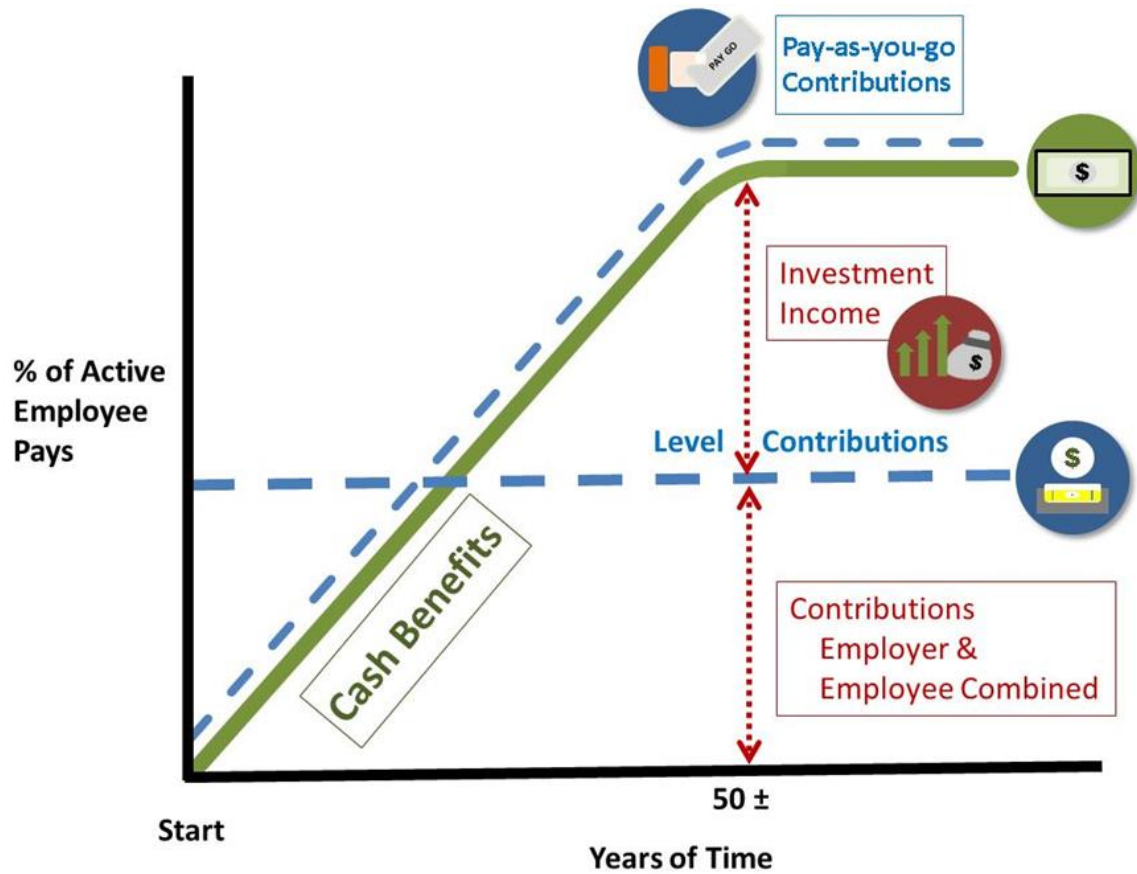 PAY GO
Pay-as-you-go
Contributions
$
Investment
Income
$
% of Active
Employee
Pays
Level Contributions
$
Cash Benefits
Contributions
Employer &
Employee Combined
50 ±
Start
Years of Time